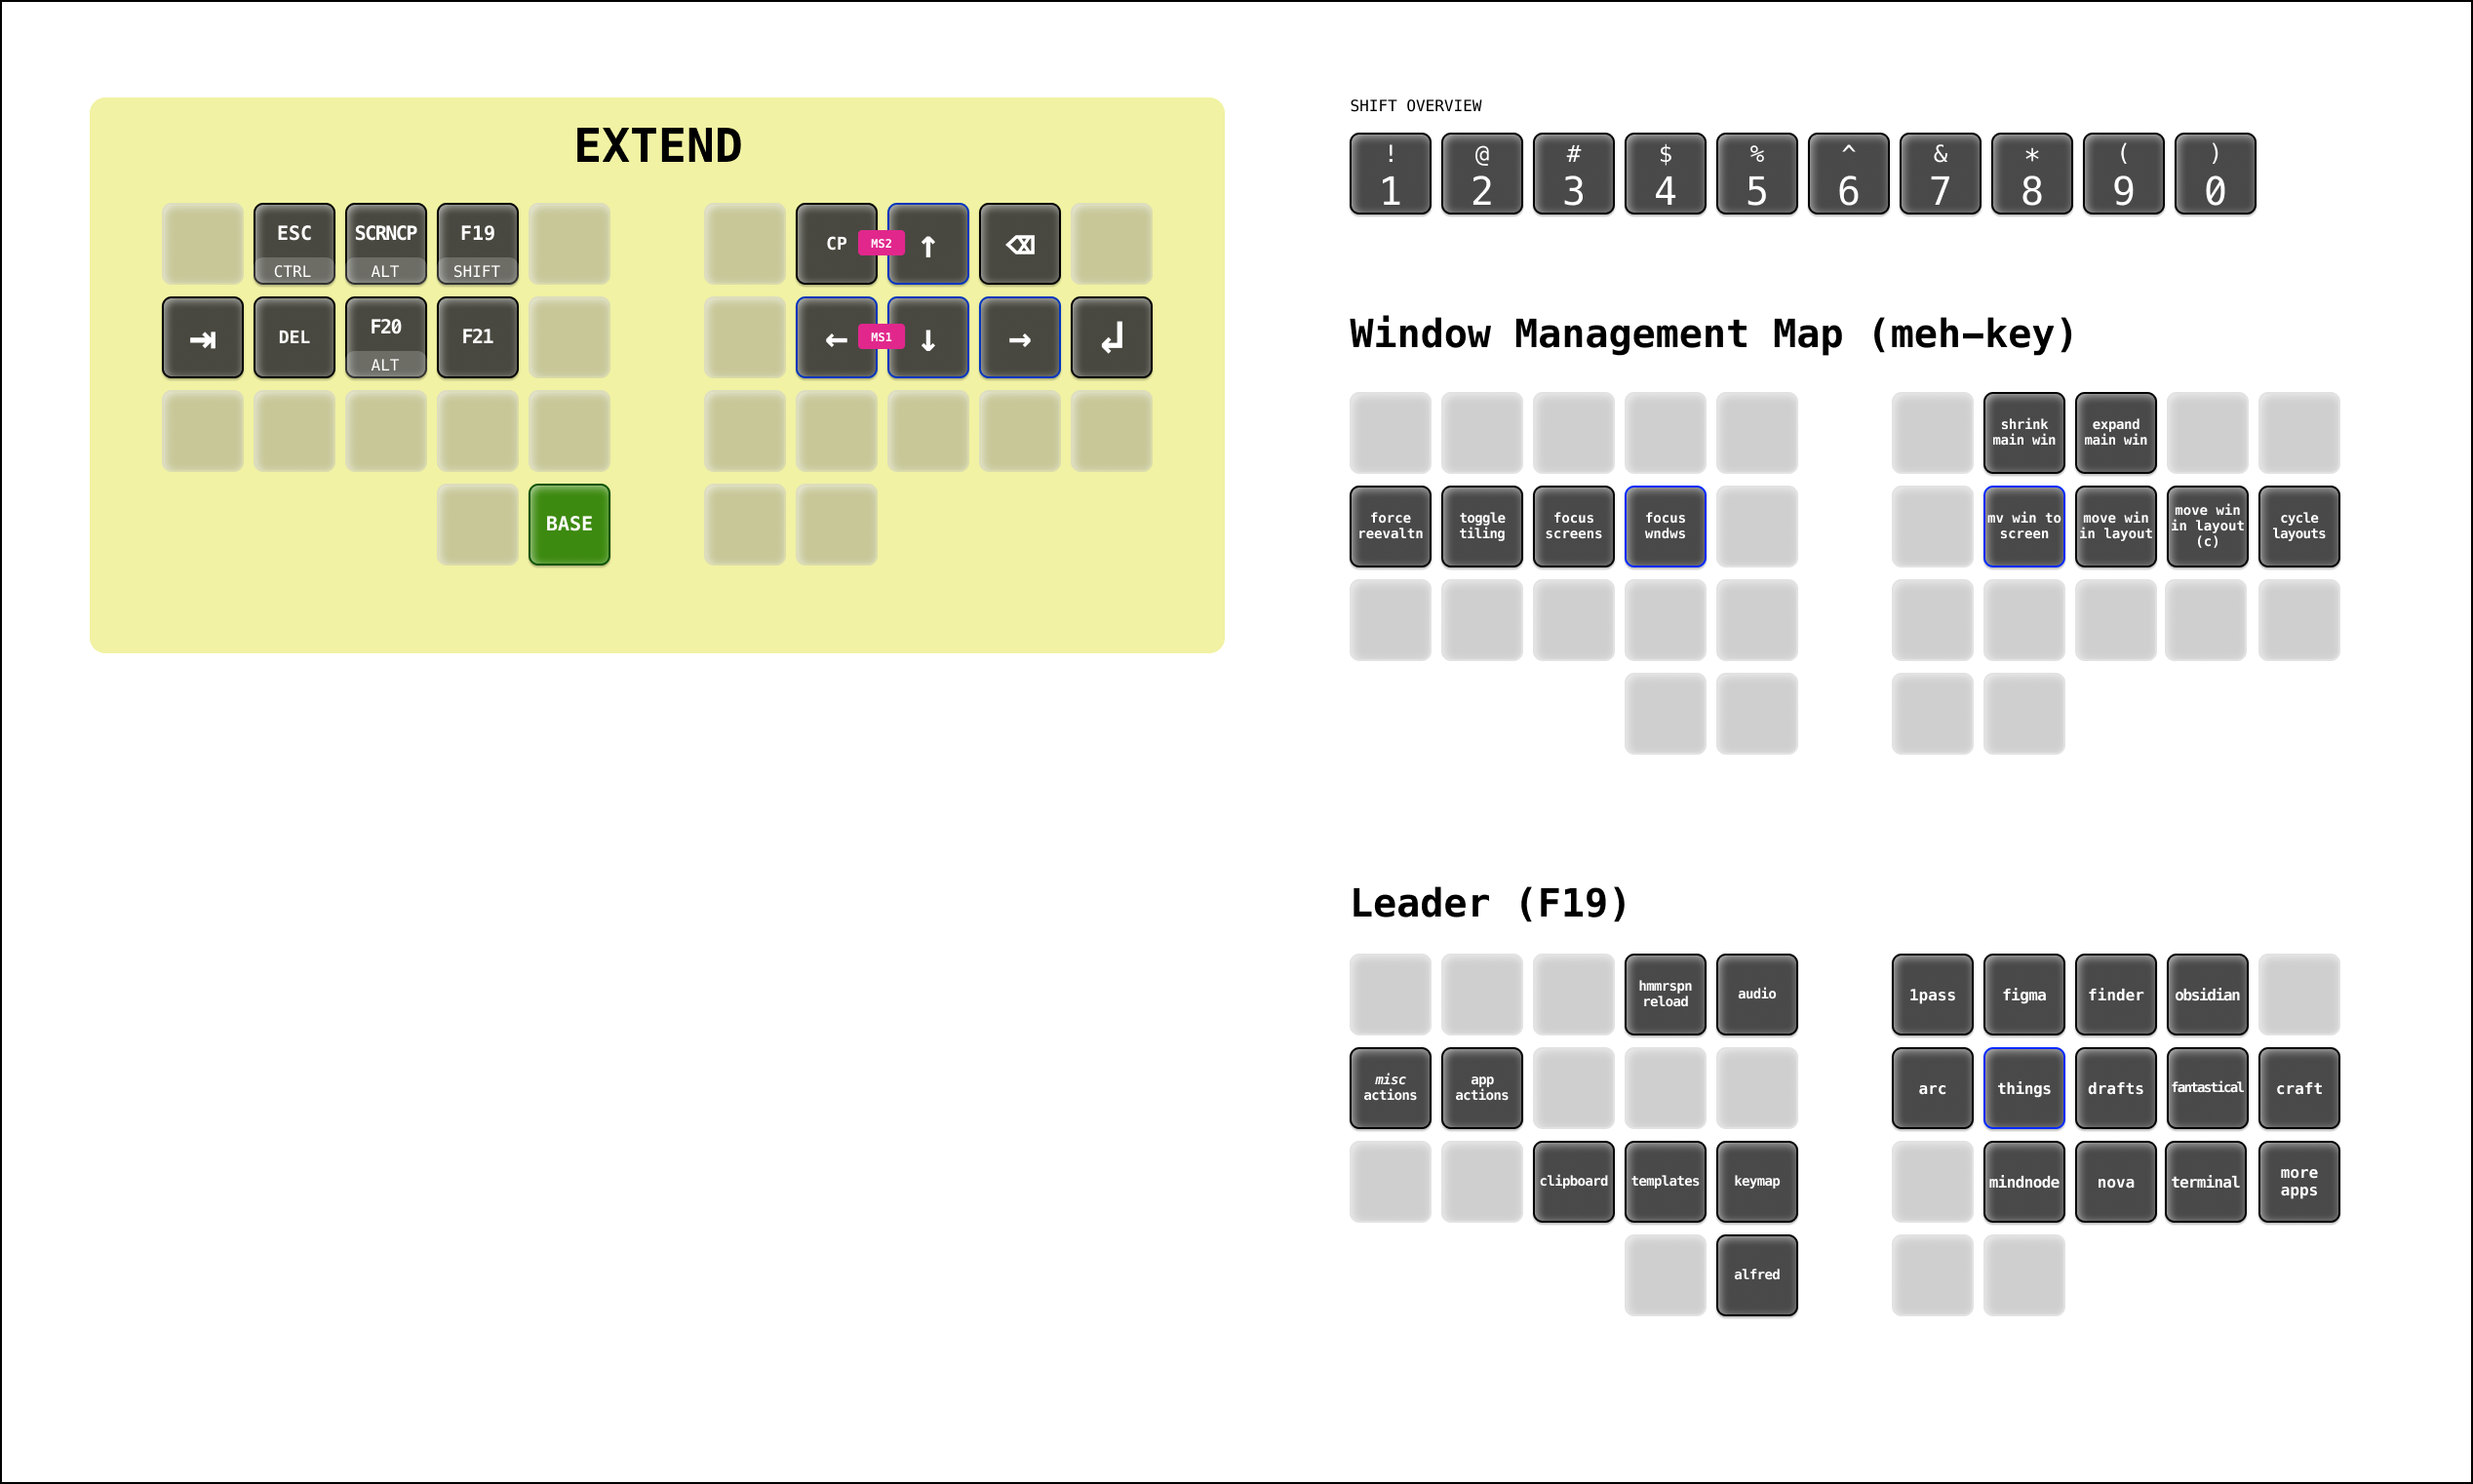 EXTEND
ESC
CTRL
SCRNCP
ALT
F19
SHIFT
CP
MS2
↑
⌫
⇥
DEL
F20
ALT
F21
←
MS1
↓
→
↲
BASE
SHIFT OVERVIEW
! @ # $ % ^ & * ( )
1 2 3 4 5 6 7 8 9 0
Window Management Map (meh–key)
shrink
main win
expand
main win
force
reevaltn
toggle
tiling
focus
screens
focus
wndws
mv win to
screen
move win
in layout
move win
in layout
(c)
cycle
layouts
Leader (F19)
hmmrspn
reload
audio
1pass
figma
finder
obsidian
misc
actions
app
actions
arc
things
drafts
fantastical
craft
clipboard
templates
keymap
mindnode
nova
terminal
more
apps
alfred